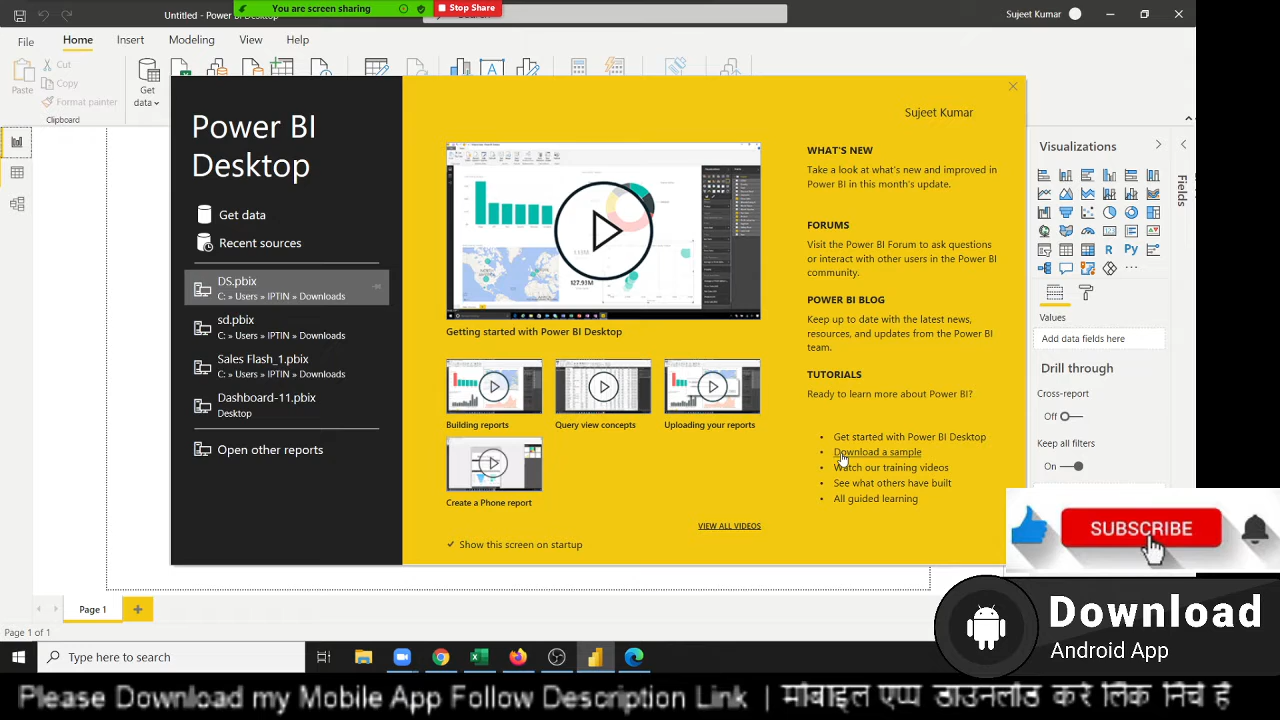 Untitled - Power BI Desktop
You are screen sharing
Stop Share
Search
Sujeet Kumar
File
Home
Insert
Modeling
View
Help
Cut
Copy
Format painter
Paste
Clipboard
Get
data
Power BI
Desktop
Get data
Recent sources
DS.pbix
C: » Users » IPTIN » Downloads
sd.pbix
C: » Users » IPTIN » Downloads
Sales Flash_1.pbix
C: » Users » IPTIN » Downloads
Dashboard-11.pbix
Desktop
Open other reports
Sujeet Kumar
Getting started with Power BI Desktop
Building reports
Query view concepts
Uploading your reports
Create a Phone report
VIEW ALL VIDEOS
Show this screen on startup
WHAT'S NEW
Take a look at what's new and improved in
Power BI in this month's update.
FORUMS
Visit the Power BI Forum to ask questions
or interact with other users in the Power BI
community.
POWER BI BLOG
Keep up to date with the latest news,
resources, and updates from the Power BI
team.
TUTORIALS
Ready to learn more about Power BI?
• Get started with Power BI Desktop
• Download a sample
• Watch our training videos
• See what others have built
• All guided learning
Visualizations
Fields
R
Py
Values
Add data fields here
Drill through
Cross-report
Off
Keep all filters
On
SUBSCRIBE
Download
Android App
Page 1
Page 1 of 1
Type here to search
Please Download my Mobile App Follow Description Link | मोबाइल एप्प डाउनलोड करे लिंक निचे है